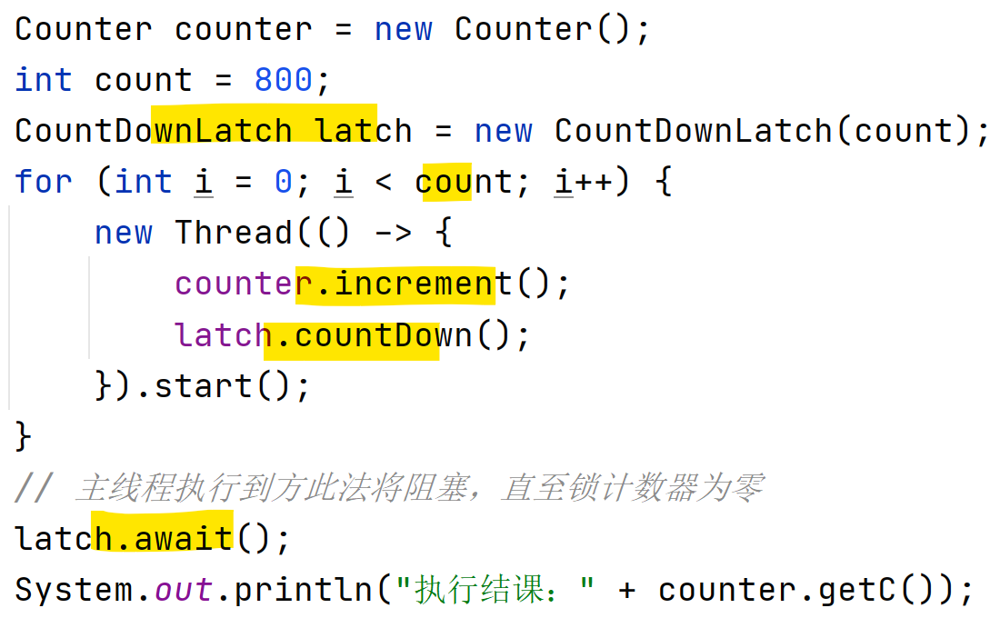 Counter counter = new Counter();
int count = 800;
CountDownLatch latch = new CountDownLatch(count);
for (int i = 0; i < count; i++) {
    new Thread(() -> {
        counter.increment();
        latch.countDown();
    }).start();
}
// 主线程执行到方此法将阻塞，直至锁计数器为零
latch.await();
System.out.println("执行结课：" + counter.getC());